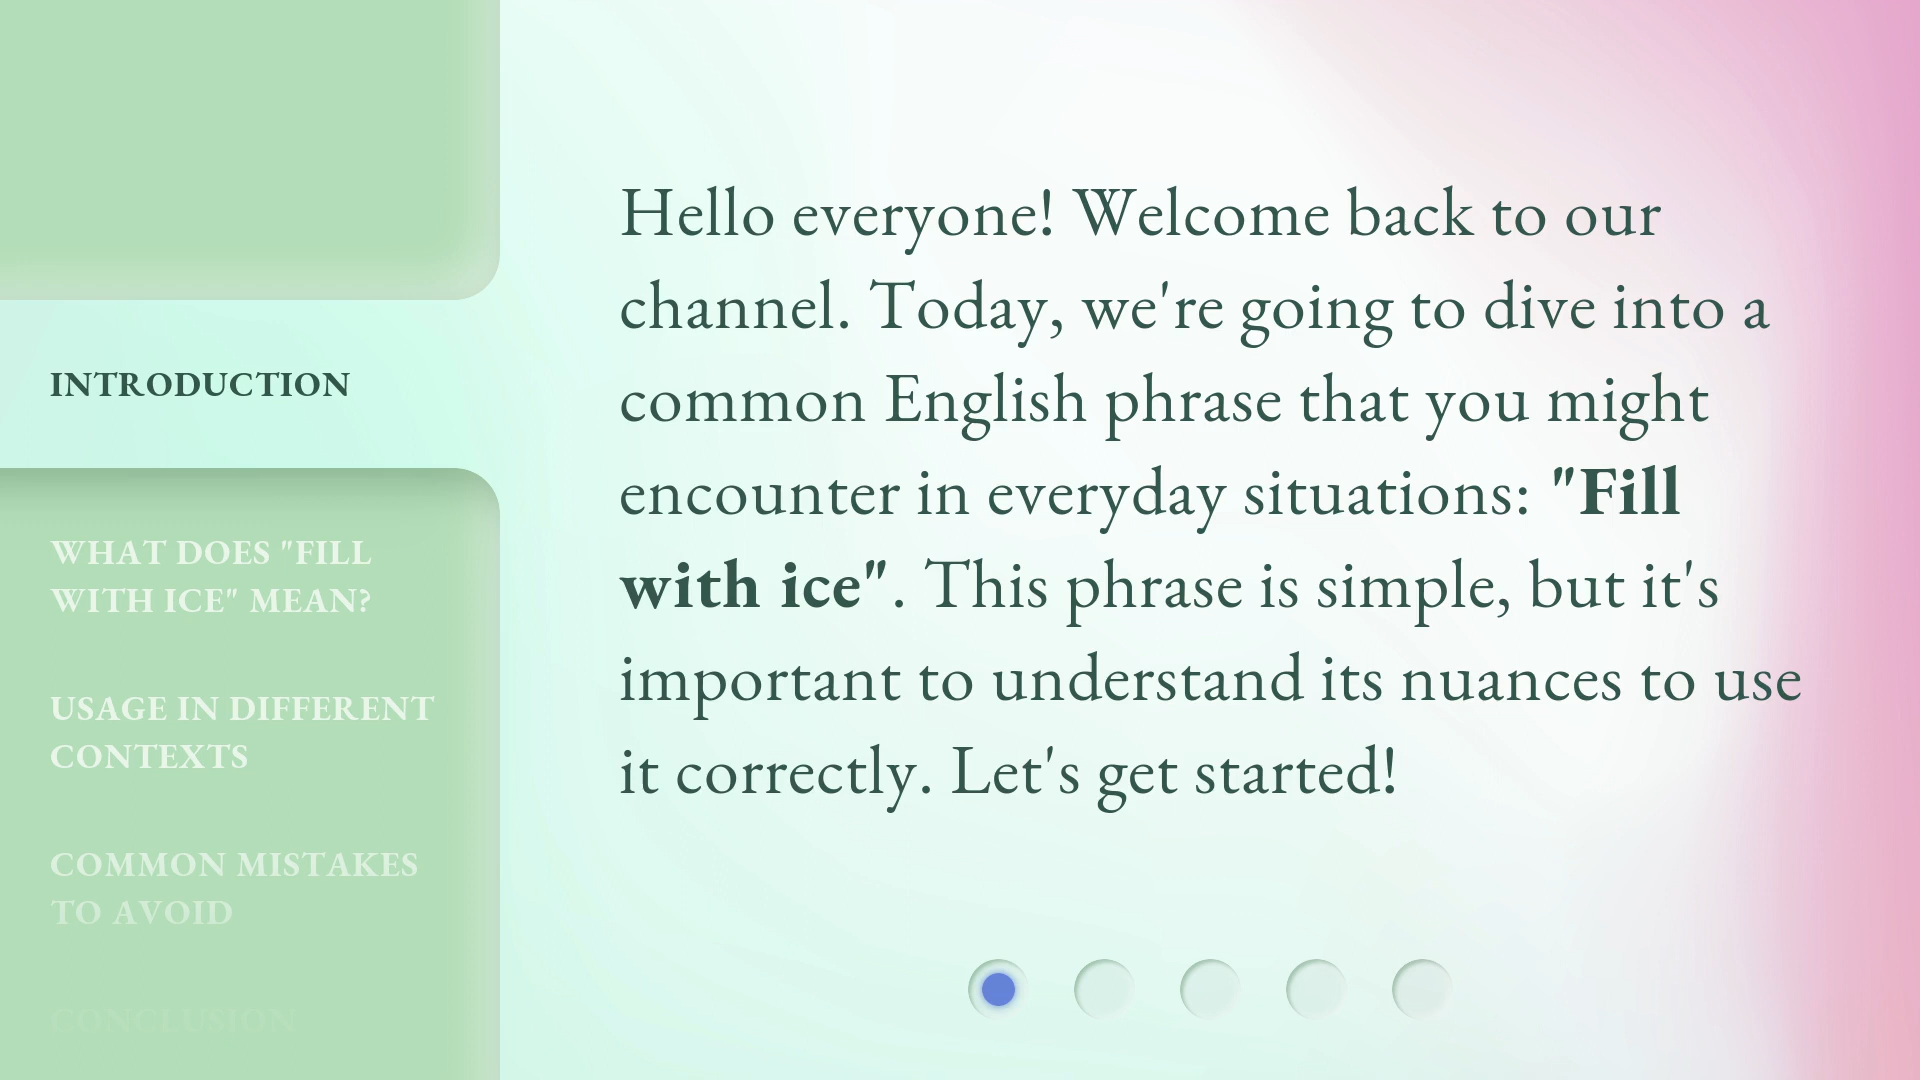 INTRODUCTION
WHAT DOES "FILL
WITH ICE" MEAN?
USAGE IN DIFFERENT
CONTEXTS
COMMON MISTAKES
TO AVOID
CONCLUSION
Hello everyone! Welcome back to our
channel. Today, we're going to dive into a
common English phrase that you might
encounter in everyday situations: "Fill
with ice". This phrase is simple, but it's
important to understand its nuances to use
it correctly. Let's get started!